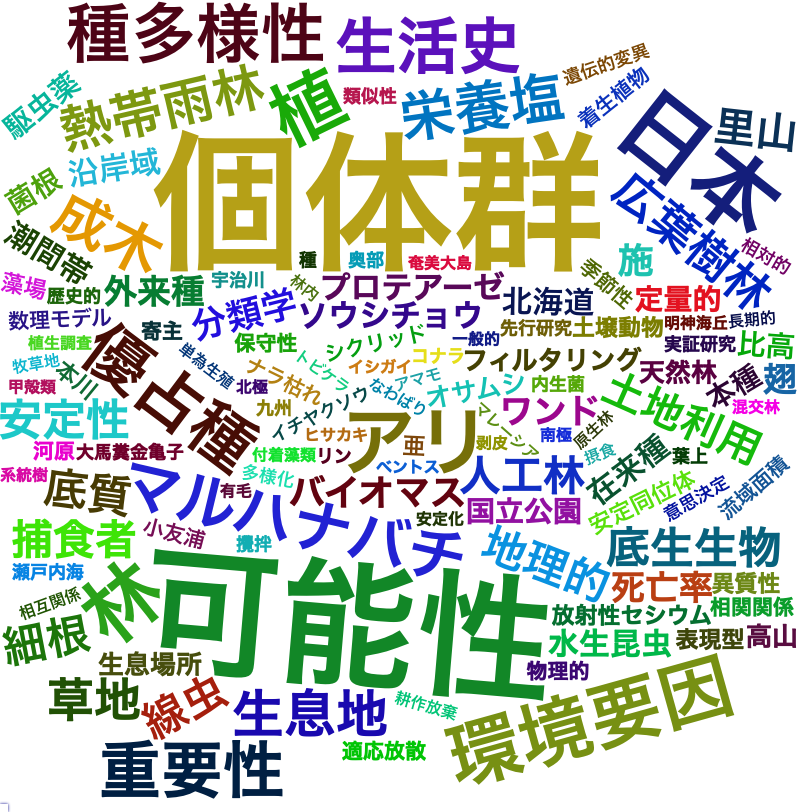 種多様性
生活史
遺伝的変異
駆虫薬
熱帯雨林
植
類似性
栄養塩
着生植物
日本
里山
沿岸域
個体群
菌根
成木
広葉樹林
潮間帯
種
奥部
奄美大島
施
相対的
藻場
歴史的
外来種
宇治川
林内
プロテアーゼ
季節性
定量的
数理モデル
寄主
分類学
ソウシチョウ
北海道
先行研究
土壌動物
明神海丘
長期的
植生調査
保守性
シクリッド
一般的
実証研究
比高
牧草地
単為生殖
トビケラ
イシガイ
コナラ
フィルタリング
天然林
翅
甲殻類
本川
優占種
ナラ枯れ
北極
なわばり
アマモ
オサムシ
内生菌
土地利用
本種
混交林
安定性
九州
イチヤクソウ
ヒサカキ
アリ
亜
マレーシア
剥皮
ワンド
南極
原生林
河原
大馬糞金亀子
付着藻類
リン
ベントス
人工林
摂食
在来種
葉上
系統樹
底質
マルハナバチ
多様化
有毛
バイオマス
安定化
国立公園
安定同位体
意思決定
流域面積
捕食者
小友浦
攪拌
地理的
底生生物
瀬戸内海
林
可能性
死亡率
異質性
相互関係
放射性セシウム
相関関係
細根
水生昆虫
表現型
高山
生息場所
物理的
草地
線虫
生息地
耕作放棄
環境要因
重要性
適応放散